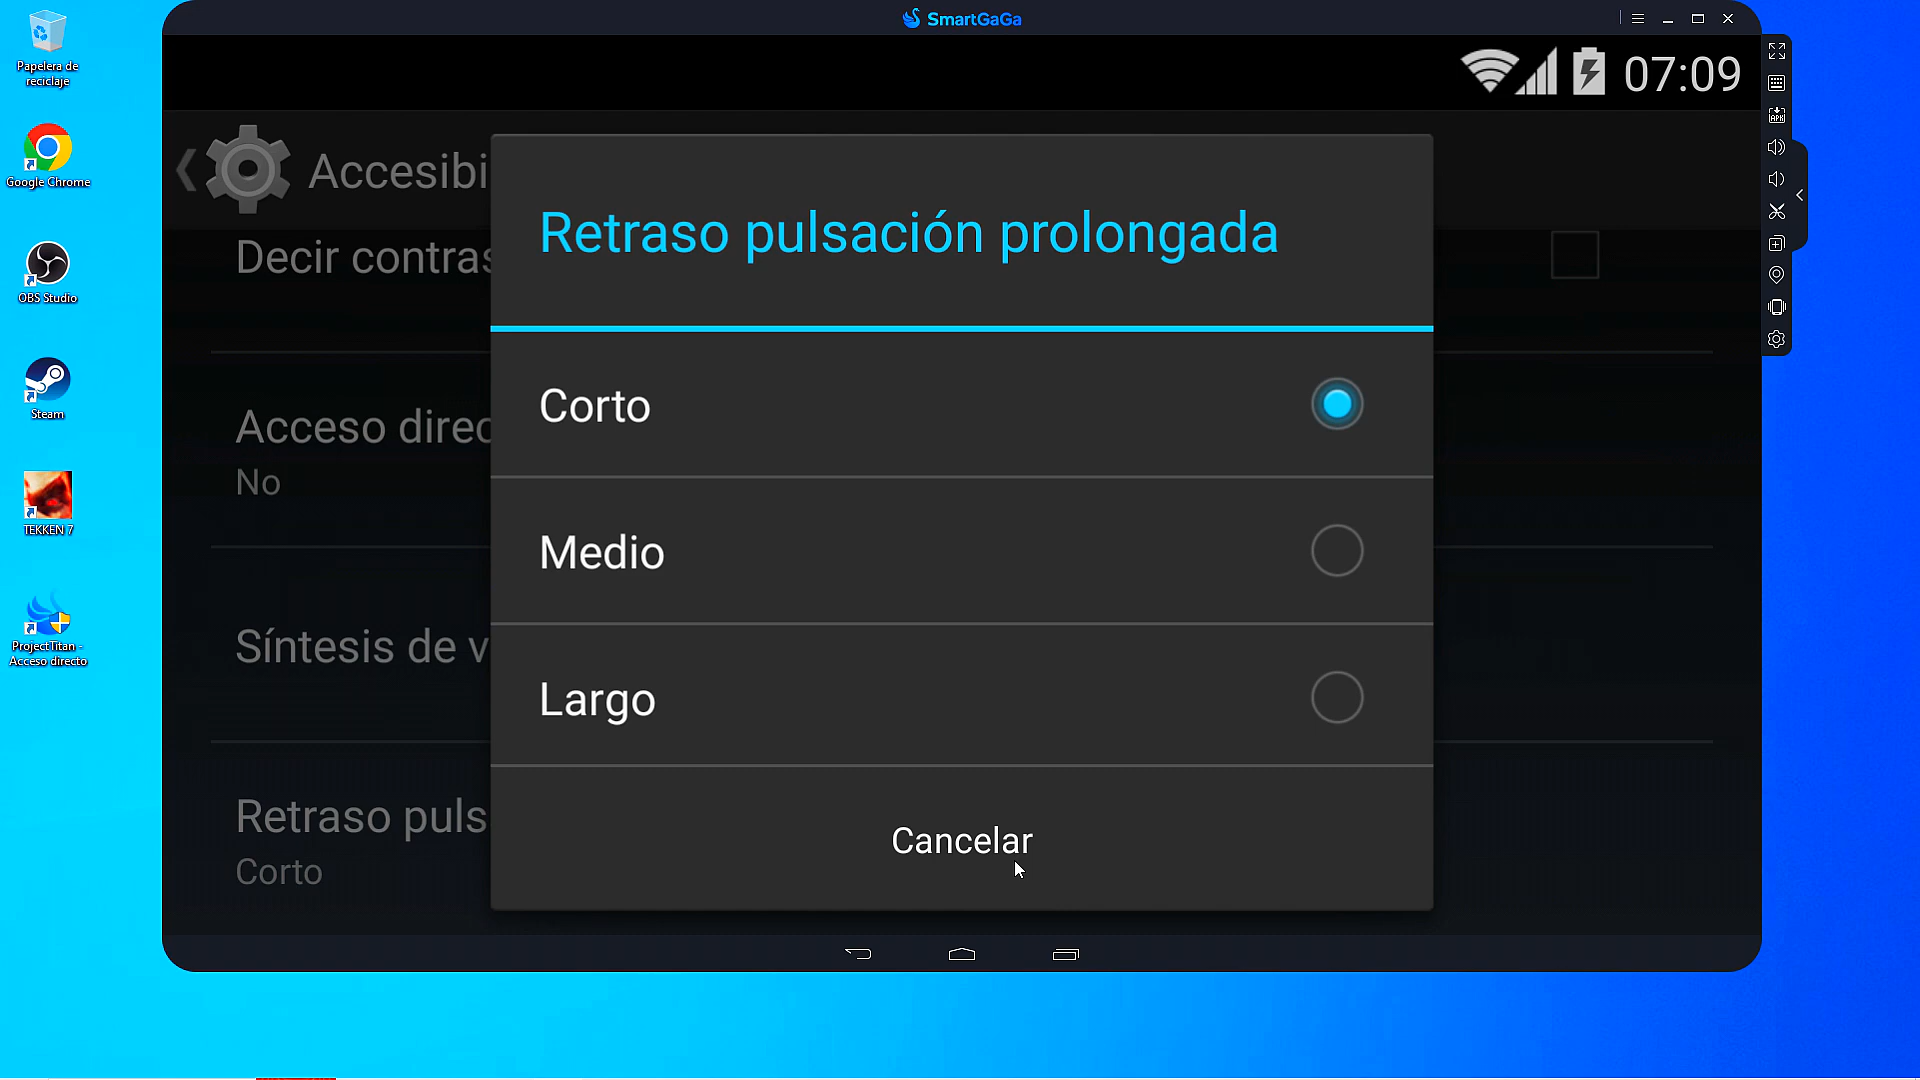 SmartGaGa
07:09
Papelera de
reciclaje
Google Chrome
OBS Studio
Steam
TEKKEN 7
ProjectTitan -
Acceso directo
APK
Accesibi
Decir contras
Acceso direc
No
Síntesis de v
Retraso puls
Corto
Retraso pulsación prolongada
Corto
Medio
Largo
Cancelar